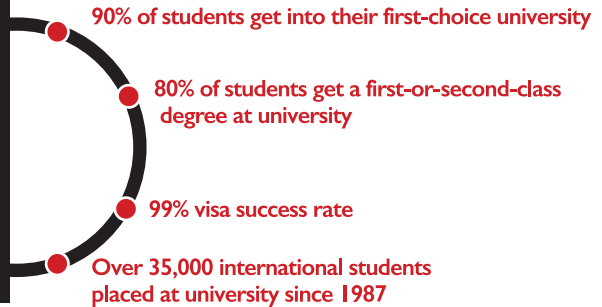 90% of students get into their first-choice university
80% of students get a first-or-second-class
degree at university
99% visa success rate
Over 35,000 international students
placed at university since 1987